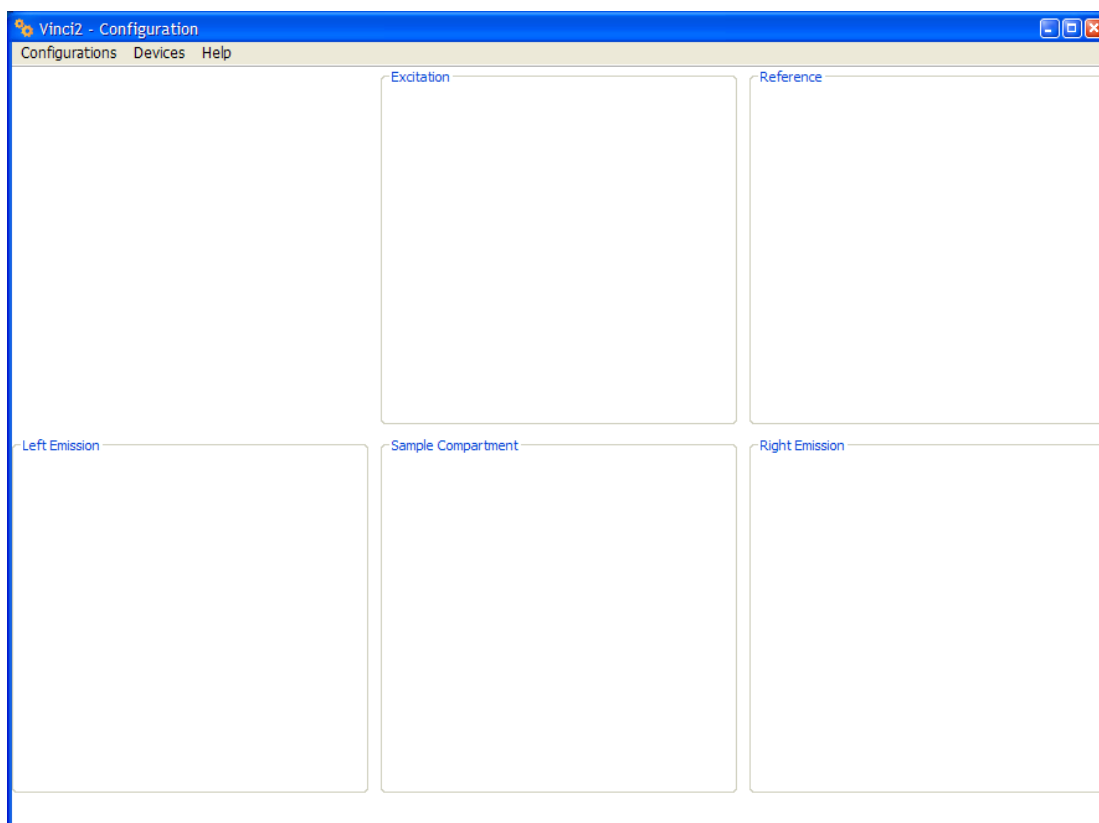 Vinci2 - Configuration
Configurations Devices Help
Excitation Reference
Left Emission Sample Compartment Right Emission